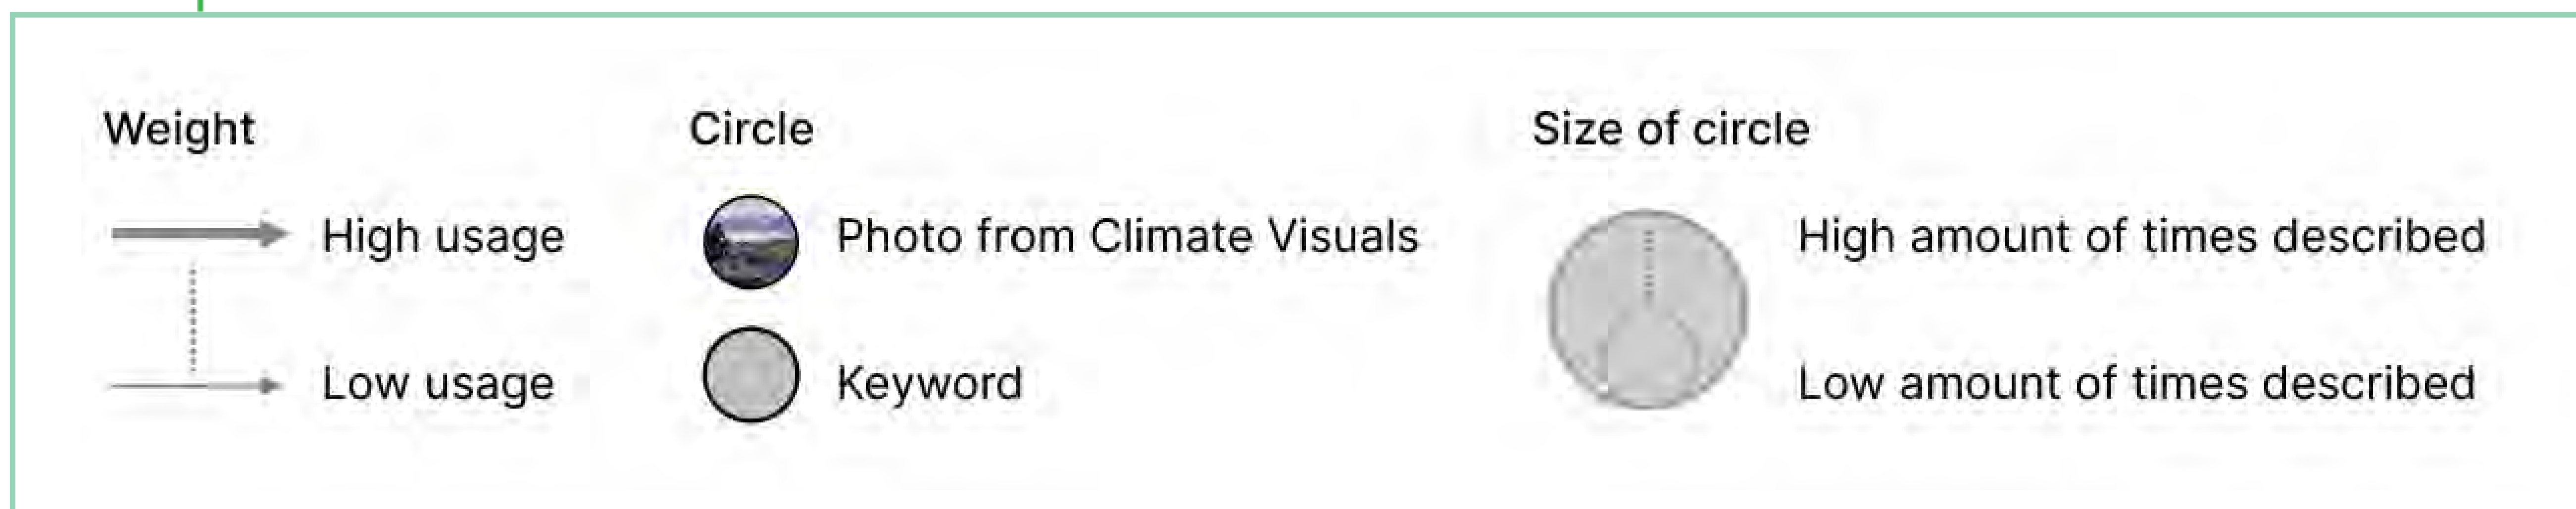 Weight
High usage
Low usage
Circle
Photo from Climate Visuals
Keyword
Size of circle
High amount of times described
Low amount of times described